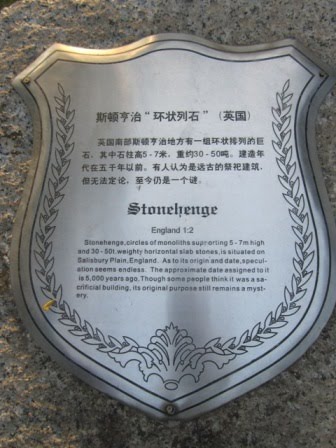 斯顿亨治“环状列石”(英国)
英国南部斯顿亨治地方有一组环状排列的巨
石，其中石柱高5-7米，重约30-50吨。建造年
代在五千年以前。有人认为是远古的祭祀建筑，
但无法定论，至今仍是一个谜。
Stonehenge
England 1:2
Stonehenge,circles of monoliths supporting 5-7m high
and 30-50t.weighty horizontal slab stones,is situated on
Salisbury Plain,England. As to its origin and date,specul-
ation seems endless. The approximate date assigned to it
is 5,000 years ago.Though some people think it was a sa-
crificial building, its original purpose still remains a myst-
ery.